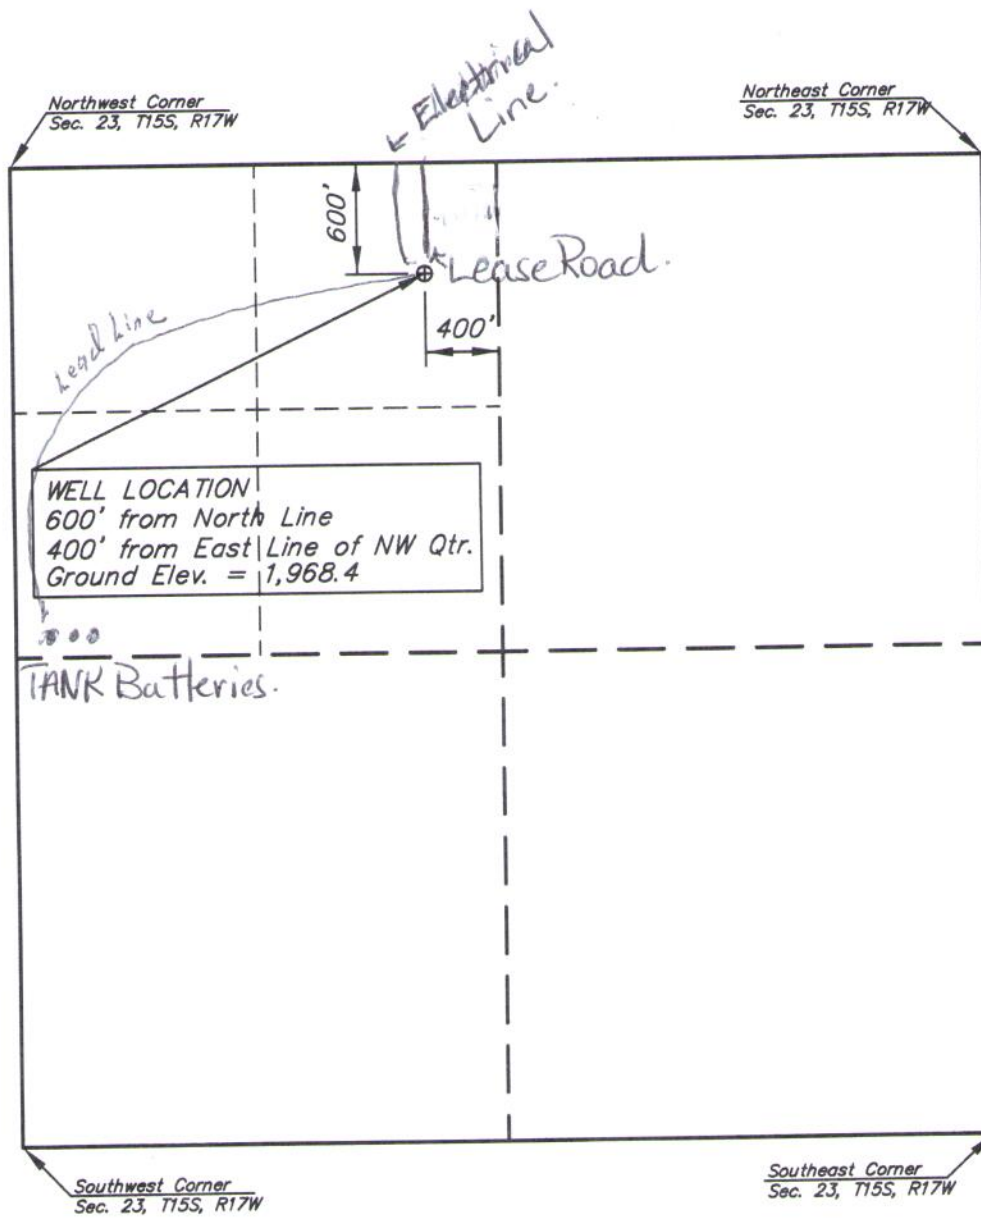 Electrical
Line.
Northwest Corner
Sec. 23, T15S, R17W
Northeast Corner
Sec. 23, T15S, R17W
600'
Lease Road.
400'
Lead Line
WELL LOCATION
600' from North Line
400' from East Line of NW Qtr.
Ground Elev. = 1,968.4
TANK Batteries.
Southwest Corner
Sec. 23, T15S, R17W
Southeast Corner
Sec. 23, T15S, R17W